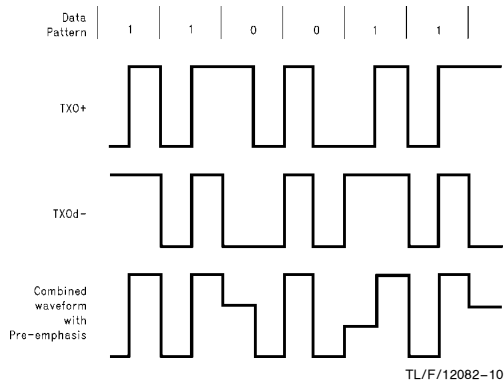 Data
Pattern
1 1 0 0 1 1
TXO+
TXOd-
Combined
waveform
with
Pre-emphasis
TL/F/12082-10